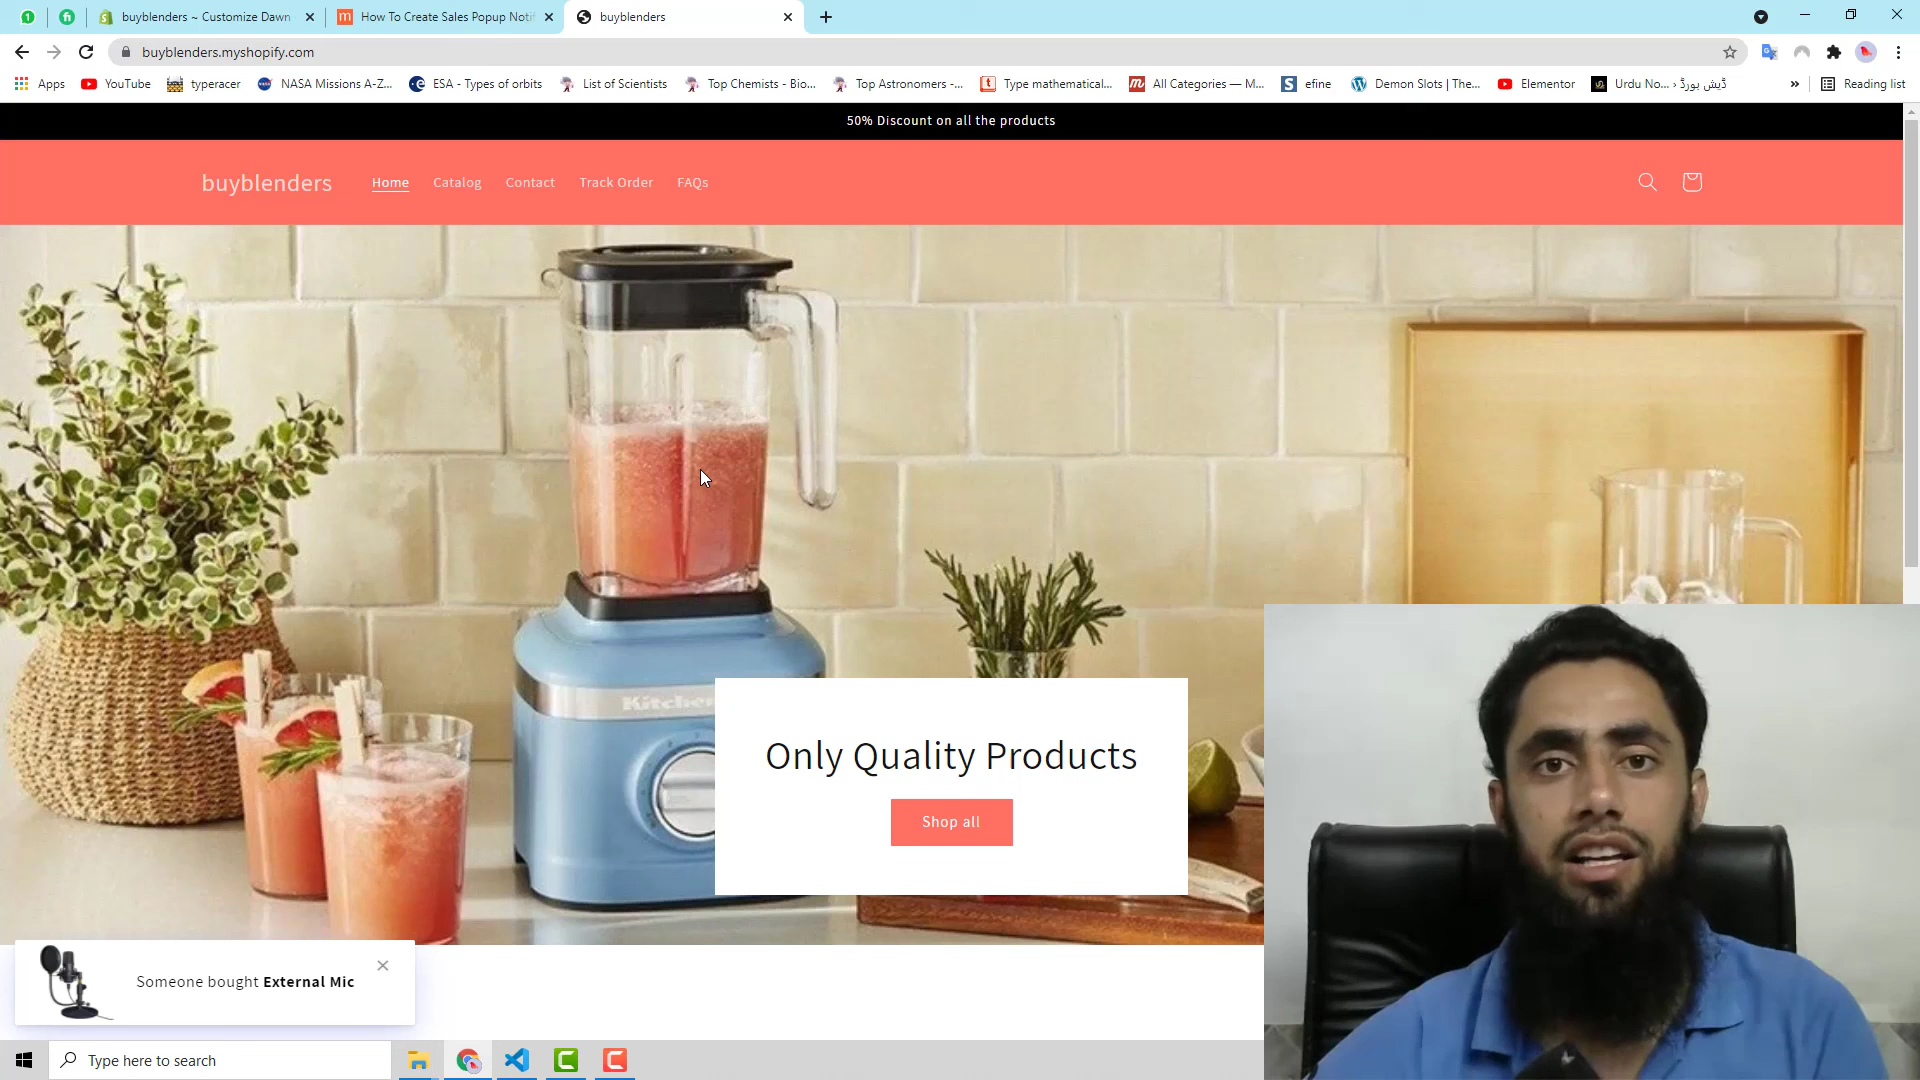 buyblenders ~ Customize Dawn
How To Create Sales Popup Notif
buyblenders
buyblenders.myshopify.com
Apps
YouTube
typeracer
NASA Missions A-Z...
ESA - Types of orbits
List of Scientists
Top Chemists - Bio...
Top Astronomers -...
Type mathematical...
All Categories — M...
efine
Demon Slots | The...
Elementor
Urdu No... › ڈیش بورڈ
»
Reading list
50% Discount on all the products
buyblenders
Home
Catalog
Contact
Track Order
FAQs
Only Quality Products
Shop all
Someone bought External Mic
Type here to search